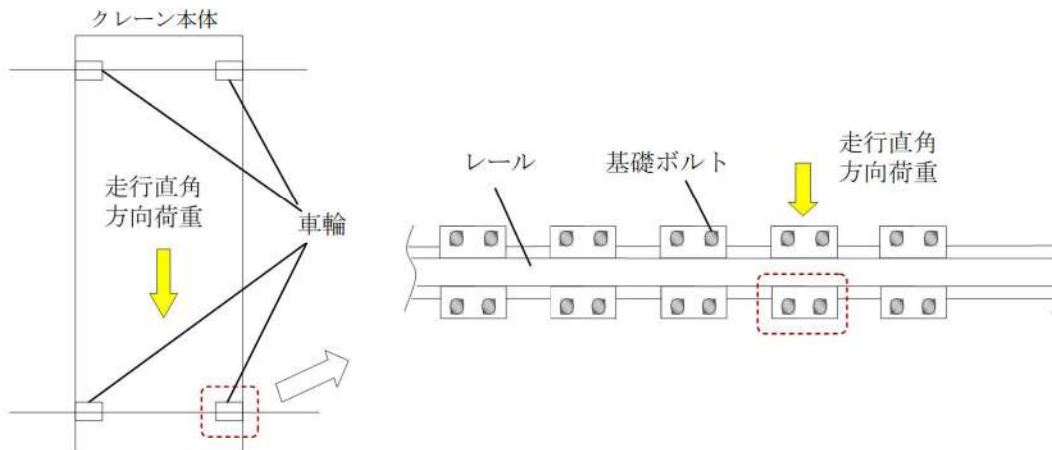 クレーン本体
走行直角
方向荷重
車輪
レール
基礎ボルト
走行直角
方向荷重